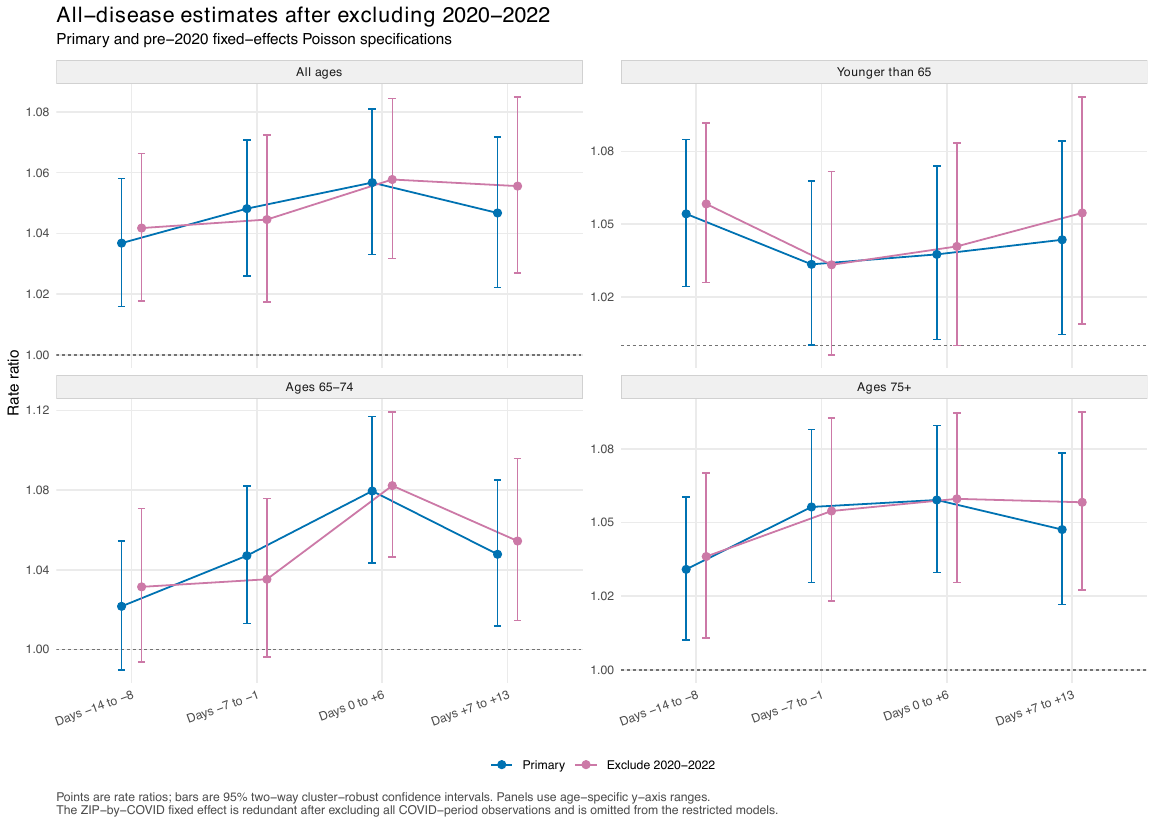 All−disease estimates after excluding 2020−2022
Primary and pre−2020 fixed−effects Poisson specifications
All ages
1.08
1.06
1.04
1.02
1.00
Younger than 65
1.08
1.05
1.02
Rate ratio
Ages 65−74
1.12
1.08
1.04
1.00
Days −14 to −8
Days −7 to −1
Days 0 to +6
Days +7 to +13
Ages 75+
1.08
1.05
1.02
1.00
Days −14 to −8
Days −7 to −1
Days 0 to +6
Days +7 to +13
Primary
Exclude 2020−2022
Points are rate ratios; bars are 95% two−way cluster−robust confidence intervals. Panels use age−specific y−axis ranges.
The ZIP−by−COVID fixed effect is redundant after excluding all COVID−period observations and is omitted from the restricted models.